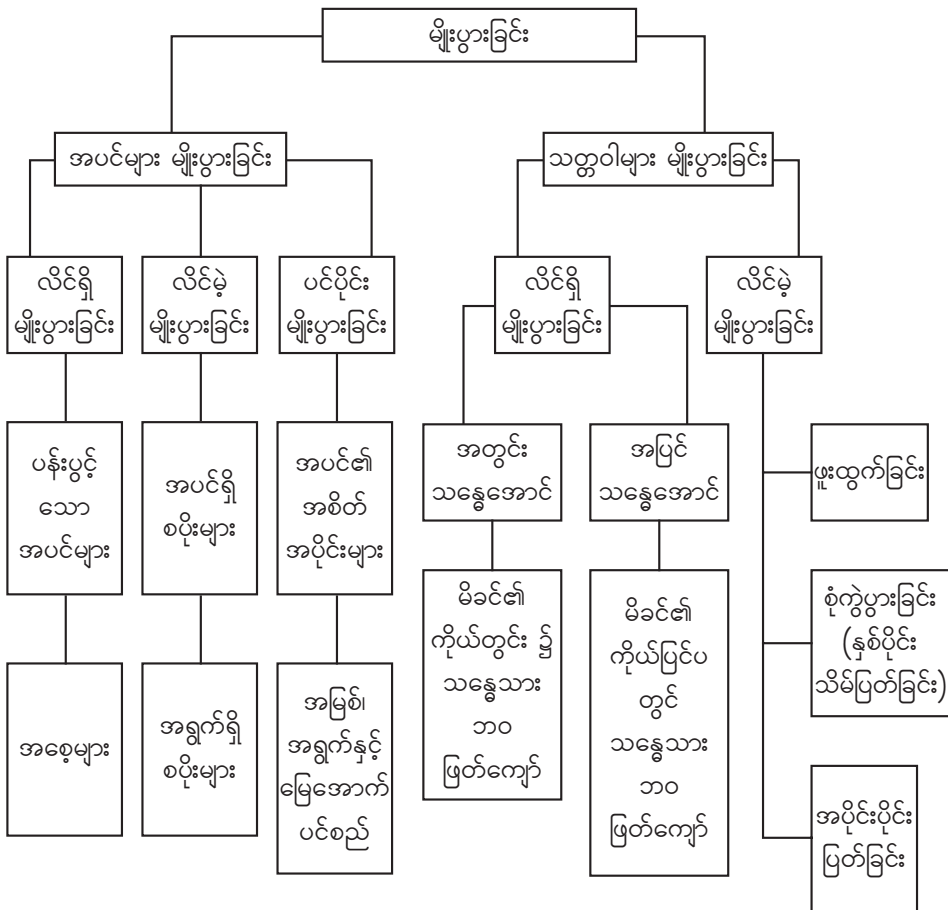 မျိုးပွားခြင်း
အပင်များ မျိုးပွားခြင်း
သတ္တဝါများ မျိုးပွားခြင်း
လိင်ရှိ
မျိုးပွားခြင်း
လိင်မဲ့
မျိုးပွားခြင်း
ပင်ပိုင်း
မျိုးပွားခြင်း
လိင်ရှိ
မျိုးပွားခြင်း
လိင်မဲ့
မျိုးပွားခြင်း
ပန်းပွင့်
သော
အပင်များ
အပင်ရှိ
စပိုးများ
အပင်၏
အစိတ်
အပိုင်းများ
အတွင်း
သန္ဓေအောင်
အပြင်
သန္ဓေအောင်
ဖူးထွက်ခြင်း
အစေ့များ
အရွက်ရှိ
စပိုးများ
အမြစ်၊
အရွက်နှင့်
မြေအောက်
ပင်စည်
မိခင်၏
ကိုယ်တွင်း ၌
သန္ဓေသား
ဘဝ
ဖြတ်ကျော်
မိခင်၏
ကိုယ်ပြင်ပ
တွင်
သန္ဓေသား
ဘဝ
ဖြတ်ကျော်
စုံကွဲပွားခြင်း
(နှစ်ပိုင်း
သိမ်ပြတ်ခြင်း)
အပိုင်းပိုင်း
ပြတ်ခြင်း